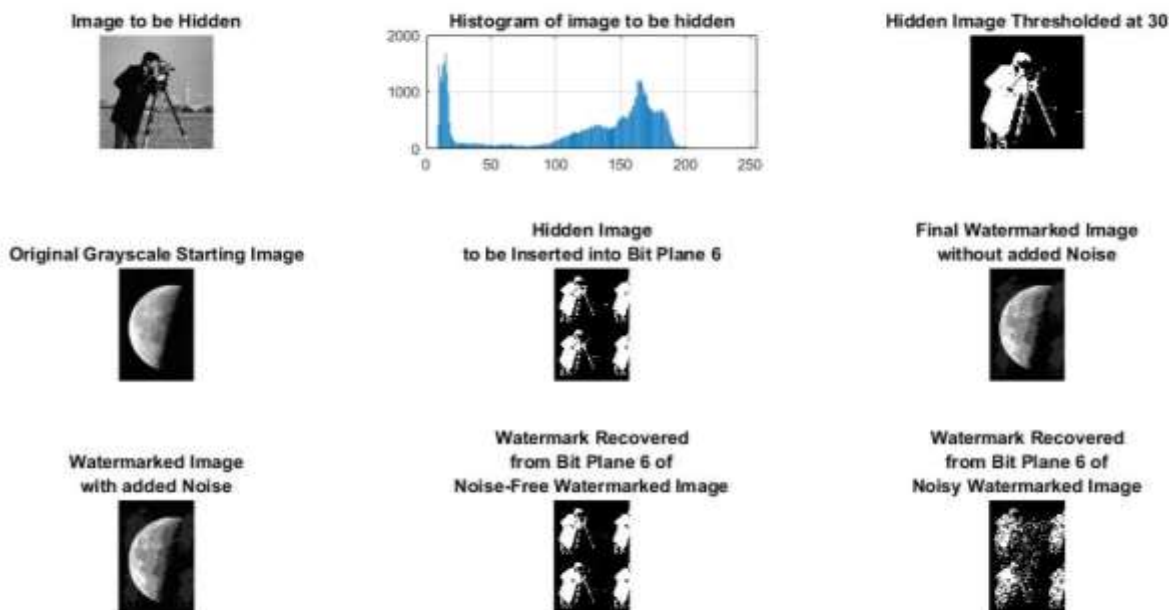 Image to be Hidden
Histogram of image to be hidden
2000
1000
0
0 50 100 150 200 250
Hidden Image Thresholded at 30
Original Grayscale Starting Image
Hidden Image
to be Inserted into Bit Plane 6
Final Watermarked Image
without added Noise
Watermarked Image
with added Noise
Watermark Recovered
from Bit Plane 6 of
Noise-Free Watermarked Image
Watermark Recovered
from Bit Plane 6 of
Noisy Watermarked Image